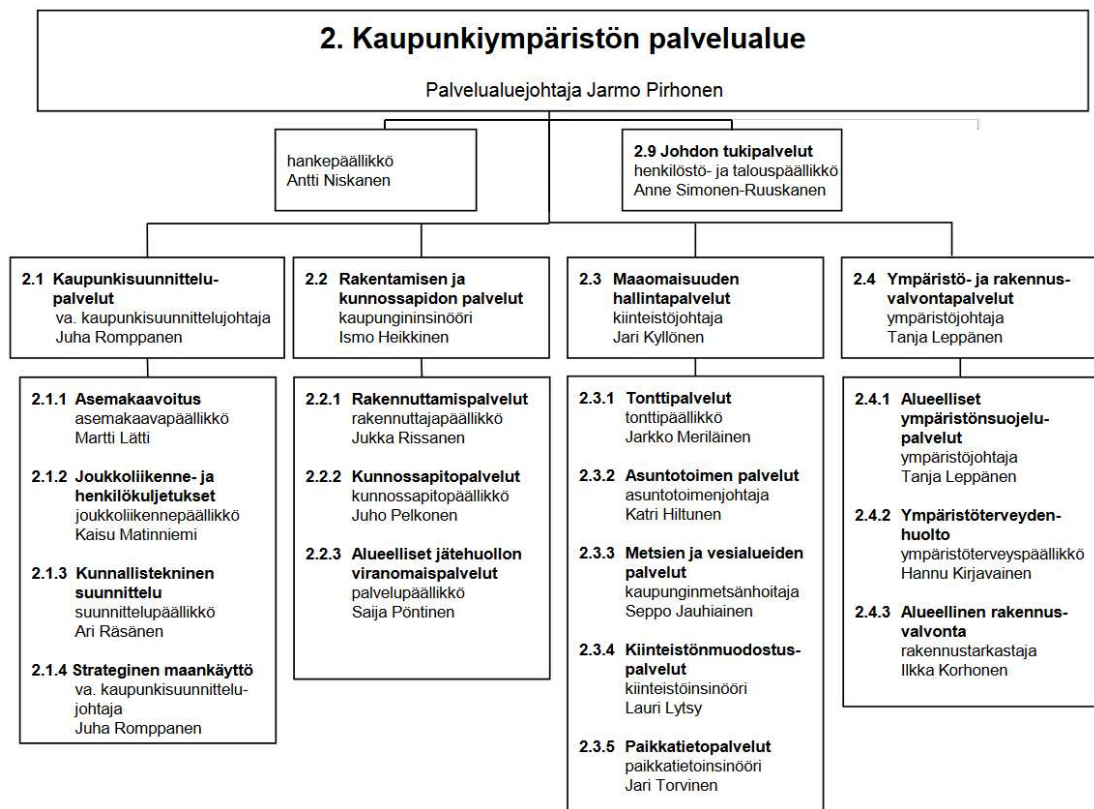 2. Kaupunkiympäristön palvelualue
Palvelualuejohtaja Jarmo Pirhonen
hankepäällikkö
Antti Niskanen
2.9 Johdon tukipalvelut
henkilöstö- ja talouspäällikkö
Anne Simonen-Ruuskanen
2.1 Kaupunkisuunnittelu-
palvelut
va. kaupunkisuunnittelujohtaja
Juha Romppanen
2.1.1 Asemakaavoitus
asemakaavapäällikkö
Martti Lätti
2.1.2 Joukkoliikenne- ja
henkilökuljetukset
joukkoliikennepäällikkö
Kaisu Matinniemi
2.1.3 Kunnallistekninen
suunnittelu
suunnittelupäällikkö
Ari Räsänen
2.1.4 Strateginen maankäyttö
va. kaupunkisuunnittelu-
johtaja
Juha Romppanen
2.2 Rakentamisen ja
kunnossapidon palvelut
kaupungininsinööri
Ismo Heikkinen
2.2.1 Rakennuttamispalvelut
rakennuttajapäällikkö
Jukka Rissanen
2.2.2 Kunnossapitopalvelut
kunnossapitopäällikkö
Juho Pelkonen
2.2.3 Alueelliset jätehuollon
viranomaispalvelut
palvelupäällikkö
Saija Pöntinen
2.3 Maaomaisuuden
hallintapalvelut
kiinteistöjohtaja
Jari Kyllönen
2.3.1 Tonttipalvelut
tonttipäällikkö
Jarkko Meriläinen
2.3.2 Asuntotoimen palvelut
asuntotoimenjohtaja
Katri Hiltunen
2.3.3 Metsien ja vesialueiden
palvelut
kaupunginmetsänhoitaja
Seppo Jauhiainen
2.3.4 Kiinteistönmuodostus-
palvelut
kiinteistöinsinööri
Lauri Lytsy
2.3.5 Paikkatietopalvelut
paikkatietoinsinööri
Jari Torvinen
2.4 Ympäristö- ja rakennus-
valvontapalvelut
ympäristöjohtaja
Tanja Leppänen
2.4.1 Alueelliset
ympäristönsuojelu-
palvelut
ympäristöjohtaja
Tanja Leppänen
2.4.2 Ympäristöterveyden-
huolto
ympäristöterveyspäällikkö
Hannu Kirjavainen
2.4.3 Alueellinen rakennus-
valvonta
rakennustarkastaja
Ilkka Korhonen